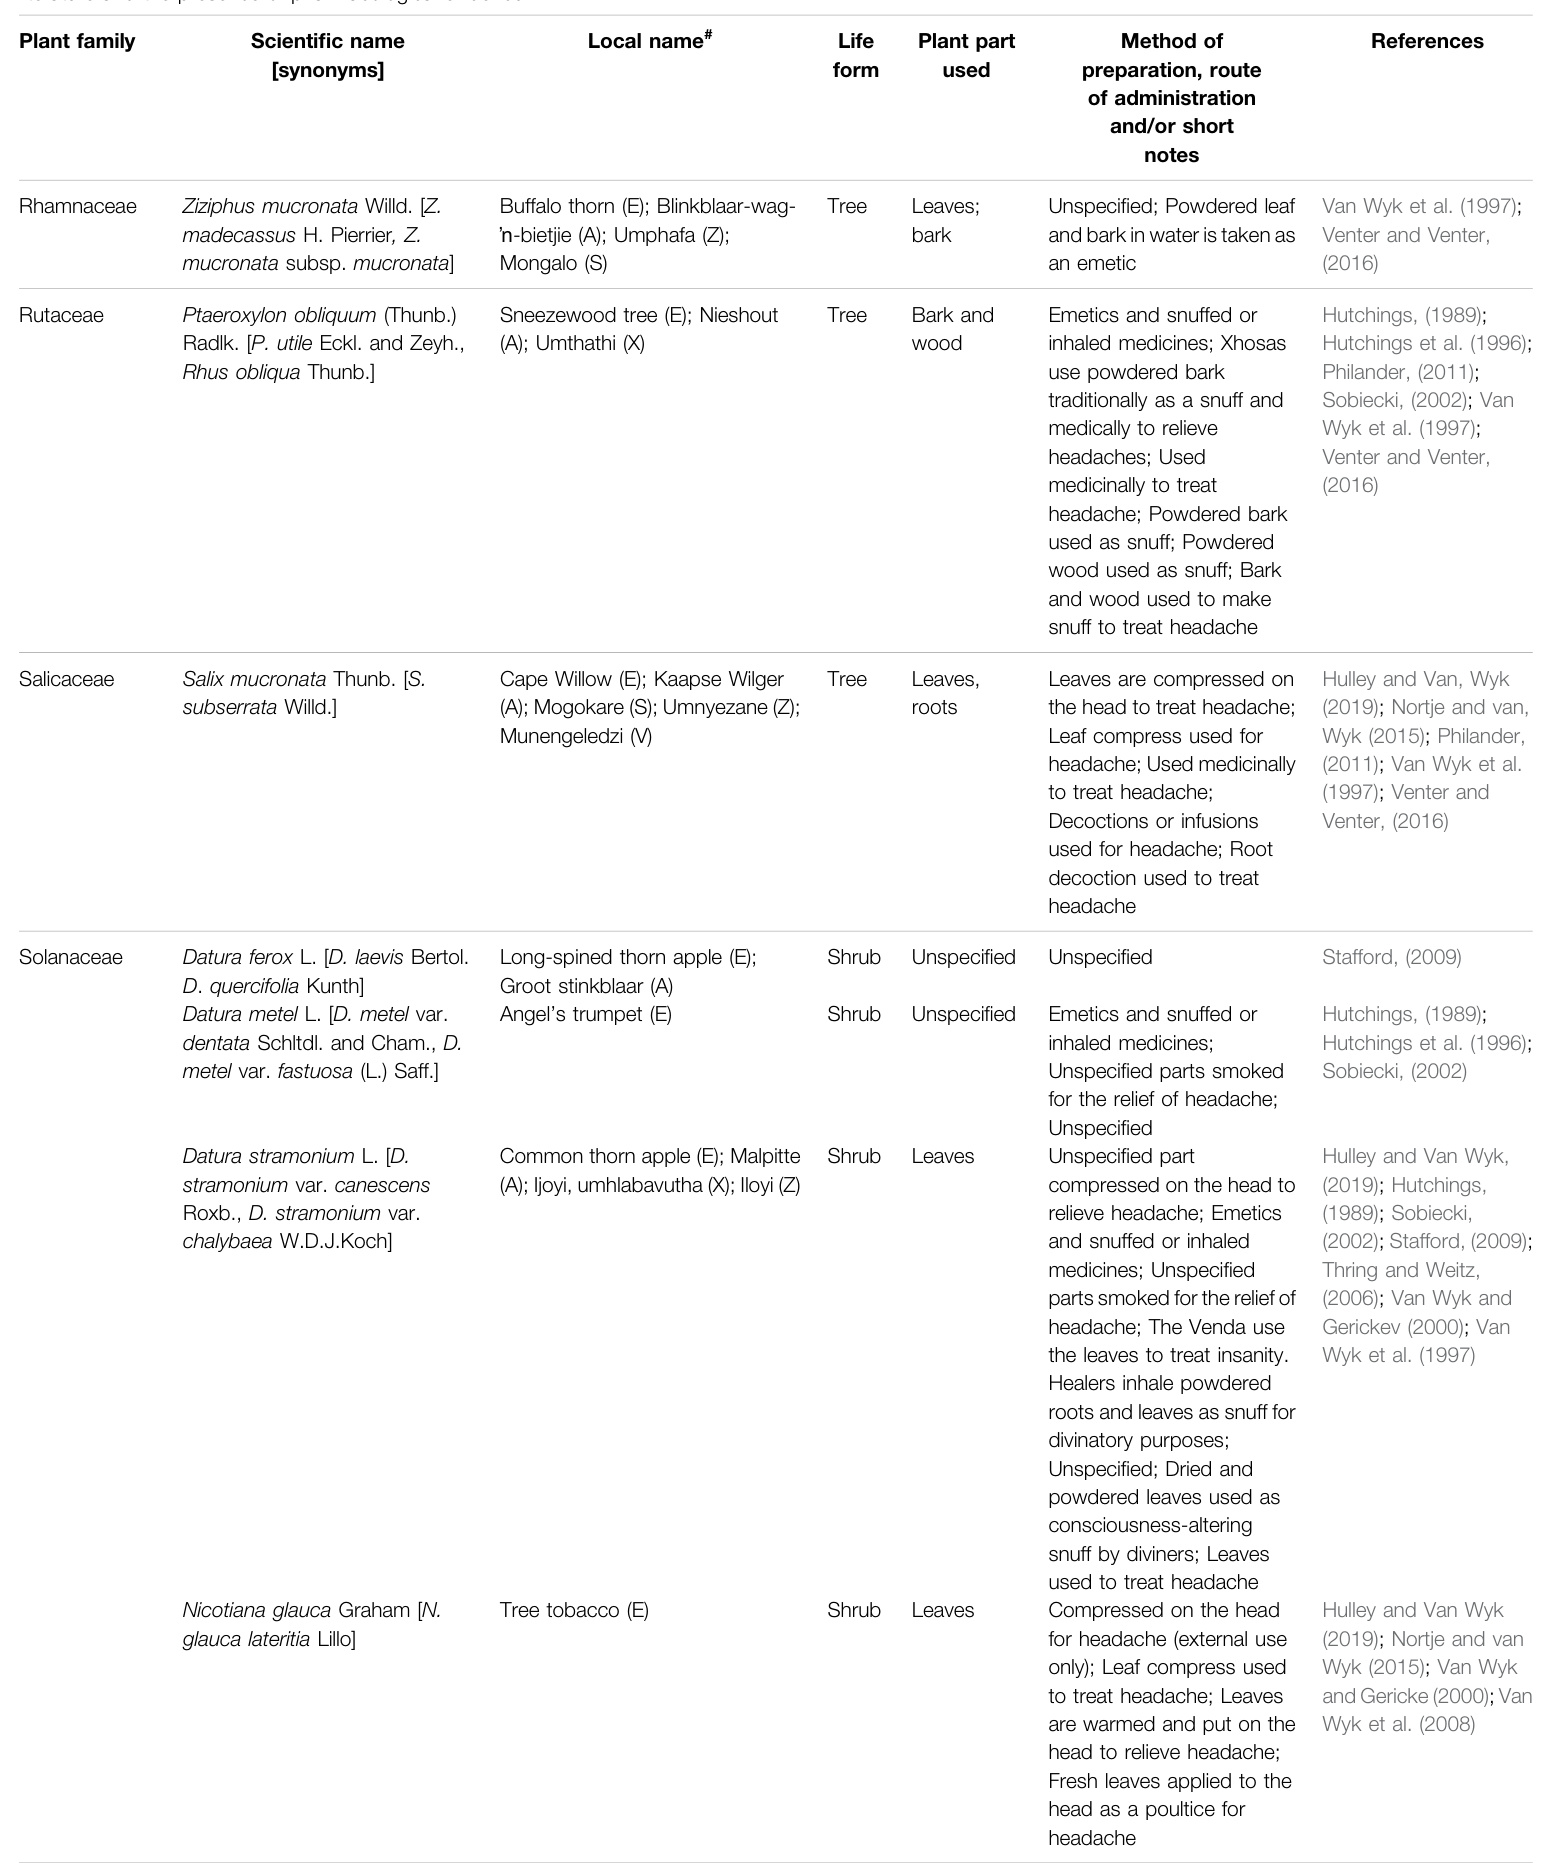 Plant family
Scientific name
[synonyms]
Local name#
Life
form
Plant part
used
Method of
preparation, route
of administration
and/or short
notes
References
Rhamnaceae
Ziziphus mucronata Willd. [Z.
madecassus H. Pierrier, Z.
mucronata subsp. mucronata]
Buffalo thorn (E); Blinkblaar-wag-
’n-bietjie (A); Umphafa (Z);
Mongalo (S)
Tree
Leaves;
bark
Unspecified; Powdered leaf
and bark in water is taken as
an emetic
Van Wyk et al. (1997);
Venter and Venter,
(2016)
Rutaceae
Ptaeroxylon obliquum (Thunb.)
Radlk. [P. utile Eckl. and Zeyh.,
Rhus obliqua Thunb.]
Sneezewood tree (E); Nieshout
(A); Umthathi (X)
Tree
Bark and
wood
Emetics and snuffed or
inhaled medicines; Xhosas
use powdered bark
traditionally as a snuff and
medically to relieve
headaches; Used
medicinally to treat
headache; Powdered bark
used as snuff; Powdered
wood used as snuff; Bark
and wood used to make
snuff to treat headache
Hutchings, (1989);
Hutchings et al. (1996);
Philander, (2011);
Sobiecki, (2002); Van
Wyk et al. (1997);
Venter and Venter,
(2016)
Salicaceae
Salix mucronata Thunb. [S.
subserrata Willd.]
Cape Willow (E); Kaapse Wilger
(A); Mogokare (S); Umnyezane (Z);
Munengeledzi (V)
Tree
Leaves,
roots
Leaves are compressed on
the head to treat headache;
Leaf compress used for
headache; Used medicinally
to treat headache;
Decoctions or infusions
used for headache; Root
decoction used to treat
headache
Hulley and Van, Wyk
(2019); Nortje and van,
Wyk (2015); Philander,
(2011); Van Wyk et al.
(1997); Venter and
Venter, (2016)
Solanaceae
Datura ferox L. [D. laevis Bertol.
D. quercifolia Kunth]
Long-spined thorn apple (E);
Groot stinkblaar (A)
Shrub
Unspecified
Unspecified
Stafford, (2009)
Datura metel L. [D. metel var.
dentata Schltdl. and Cham., D.
metel var. fastuosa (L.) Saff.]
Angel’s trumpet (E)
Shrub
Unspecified
Emetics and snuffed or
inhaled medicines;
Unspecified parts smoked
for the relief of headache;
Unspecified
Hutchings, (1989);
Hutchings et al. (1996);
Sobiecki, (2002)
Datura stramonium L. [D.
stramonium var. canescens
Roxb., D. stramonium var.
chalybaea W.D.J.Koch]
Common thorn apple (E); Malpitte
(A); Ijoyi, umhlabavutha (X); Iloyi (Z)
Shrub
Leaves
Unspecified part
compressed on the head to
relieve headache; Emetics
and snuffed or inhaled
medicines; Unspecified
parts smoked for the relief of
headache; The Venda use
the leaves to treat insanity.
Healers inhale powdered
roots and leaves as snuff for
divinatory purposes;
Unspecified; Dried and
powdered leaves used as
consciousness-altering
snuff by diviners; Leaves
used to treat headache
Hulley and Van Wyk,
(2019); Hutchings,
(1989); Sobiecki,
(2002); Stafford, (2009);
Thring and Weitz,
(2006); Van Wyk and
Gerickev (2000); Van
Wyk et al. (1997)
Nicotiana glauca Graham [N.
glauca lateritia Lillo]
Tree tobacco (E)
Shrub
Leaves
Compressed on the head
for headache (external use
only); Leaf compress used
to treat headache; Leaves
are warmed and put on the
head to relieve headache;
Fresh leaves applied to the
head as a poultice for
headache
Hulley and Van Wyk
(2019); Nortje and van
Wyk (2015); Van Wyk
and Gericke (2000); Van
Wyk et al. (2008)